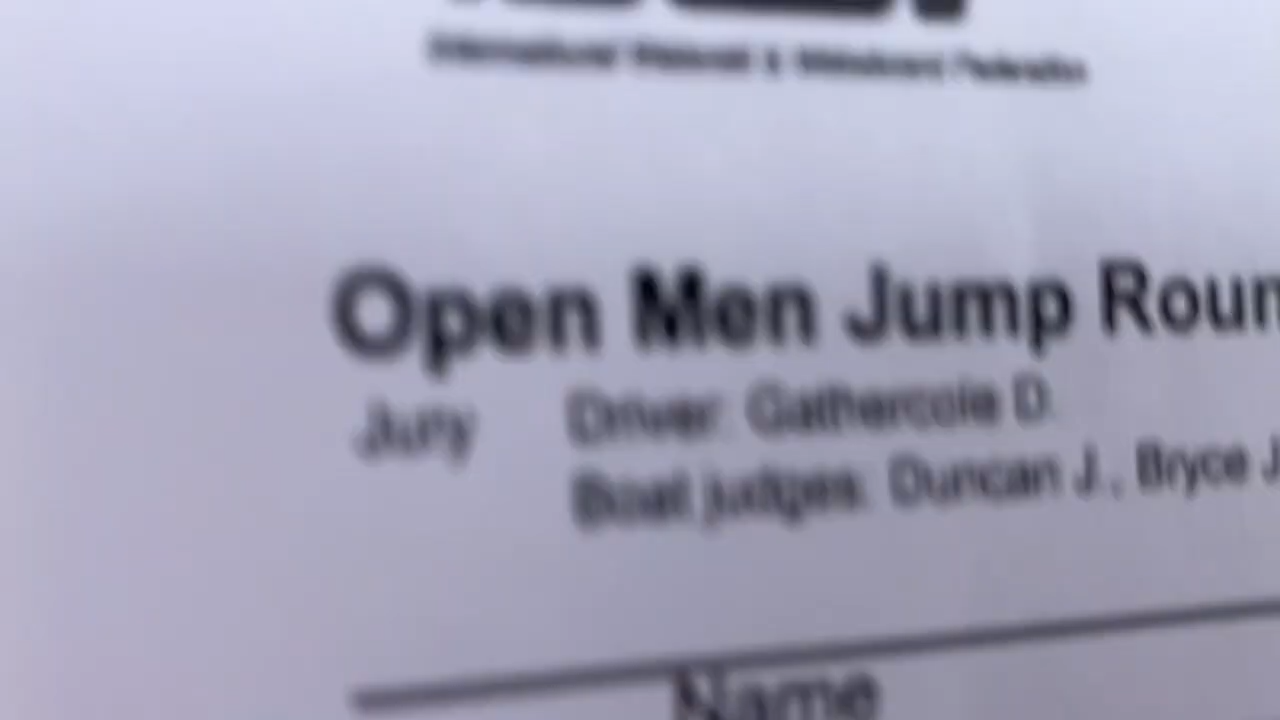 International Waterski & Wakeboard Federation
Open Men Jump Roun
Jury
Driver: Gathercole D.
Boat judges: Duncan J., Bryce J
Name